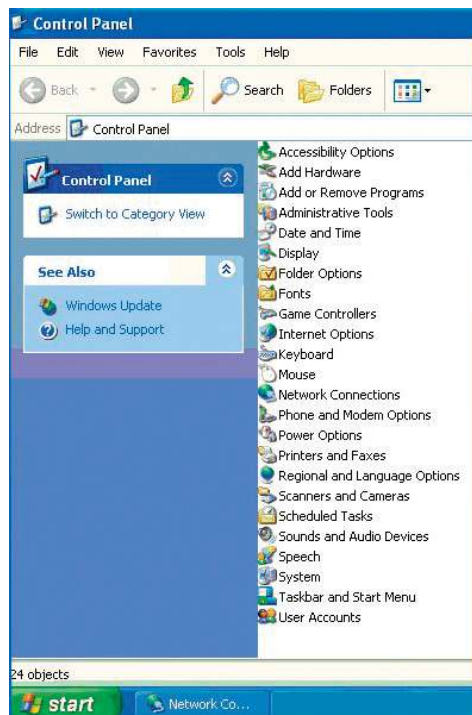 Control Panel
File Edit View Favorites Tools Help
Back Search Folders
Address Control Panel
Control Panel
Switch to Category View
See Also
Windows Update
Help and Support
Accessibility Options
Add Hardware
Add or Remove Programs
Administrative Tools
Date and Time
Display
Folder Options
Fonts
Game Controllers
Internet Options
Keyboard
Mouse
Network Connections
Phone and Modem Options
Power Options
Printers and Faxes
Regional and Language Options
Scanners and Cameras
Scheduled Tasks
Sounds and Audio Devices
Speech
System
Taskbar and Start Menu
User Accounts
24 objects
start Network Co...